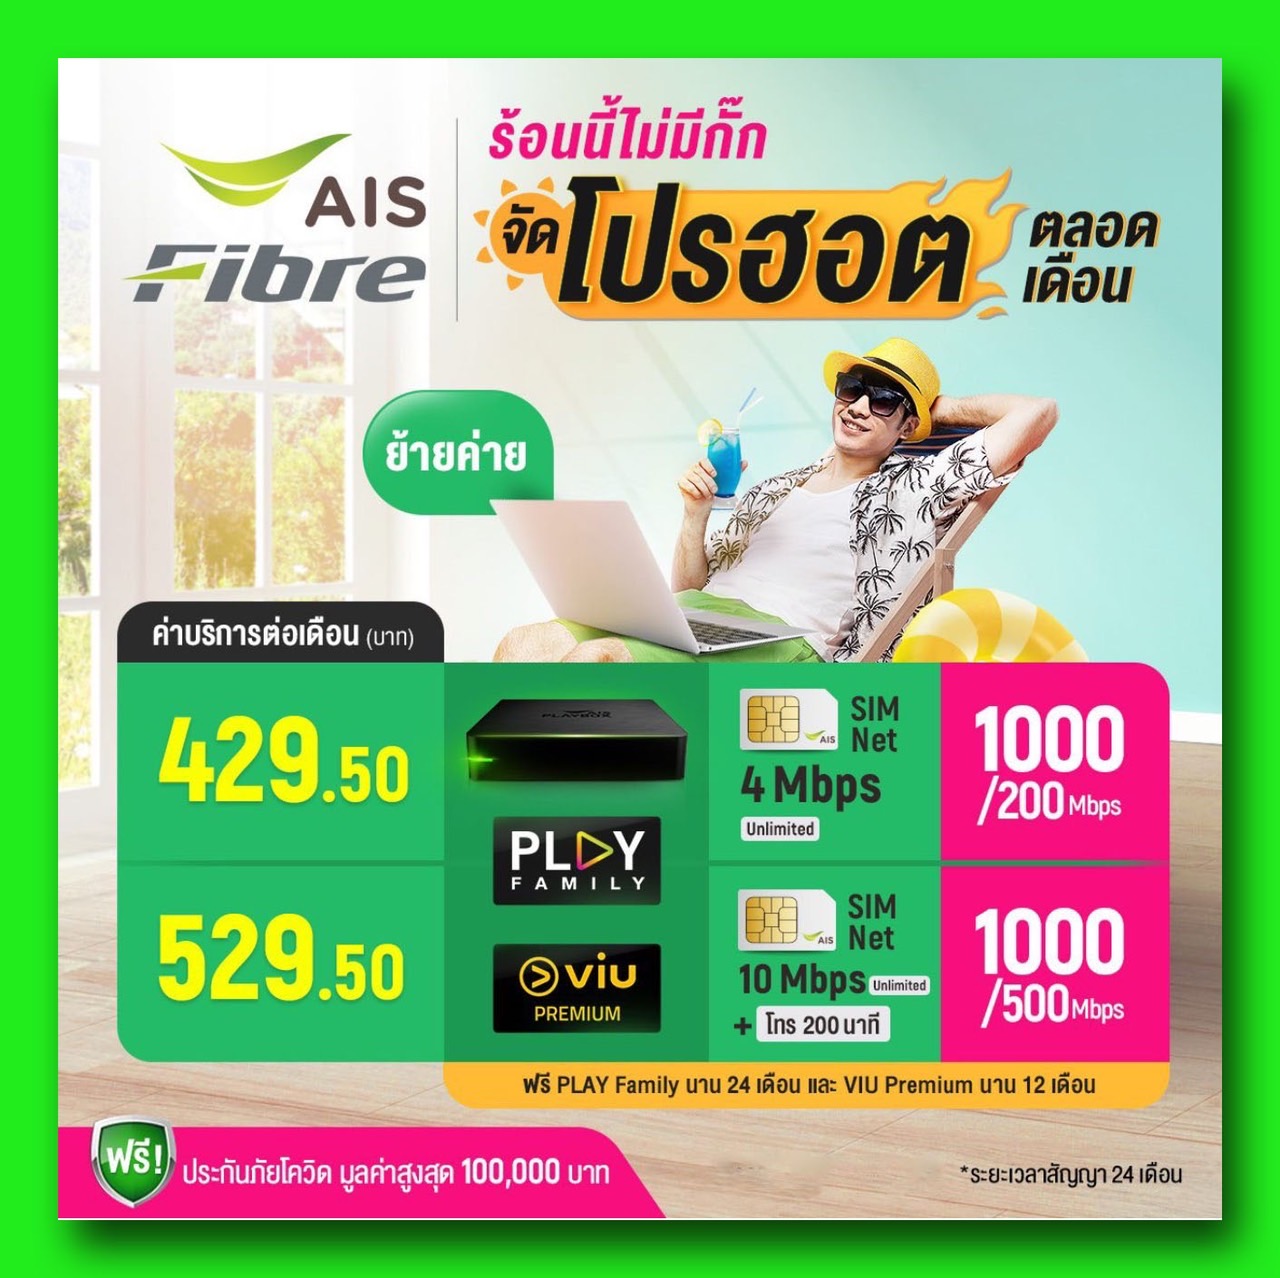 AIS
Fibre
ร้อนนี้ไม่มีกั๊ก
จัด โปรฮอต ตลอด
เดือน
ย้ายค่าย
ค่าบริการต่อเดือน (บาท)
429.50
AIS
PLAYBOX
PLAY
FAMILY
AIS
SIM
Net
4 Mbps
Unlimited
1000
/200 Mbps
529.50
viu
PREMIUM
AIS
SIM
Net
10 Mbps Unlimited
+ โทร 200 นาที
1000
/500 Mbps
ฟรี PLAY Family นาน 24 เดือน และ VIU Premium นาน 12 เดือน
ฟรี! ประกันภัยโควิด มูลค่าสูงสุด 100,000 บาท
*ระยะเวลาสัญญา 24 เดือน